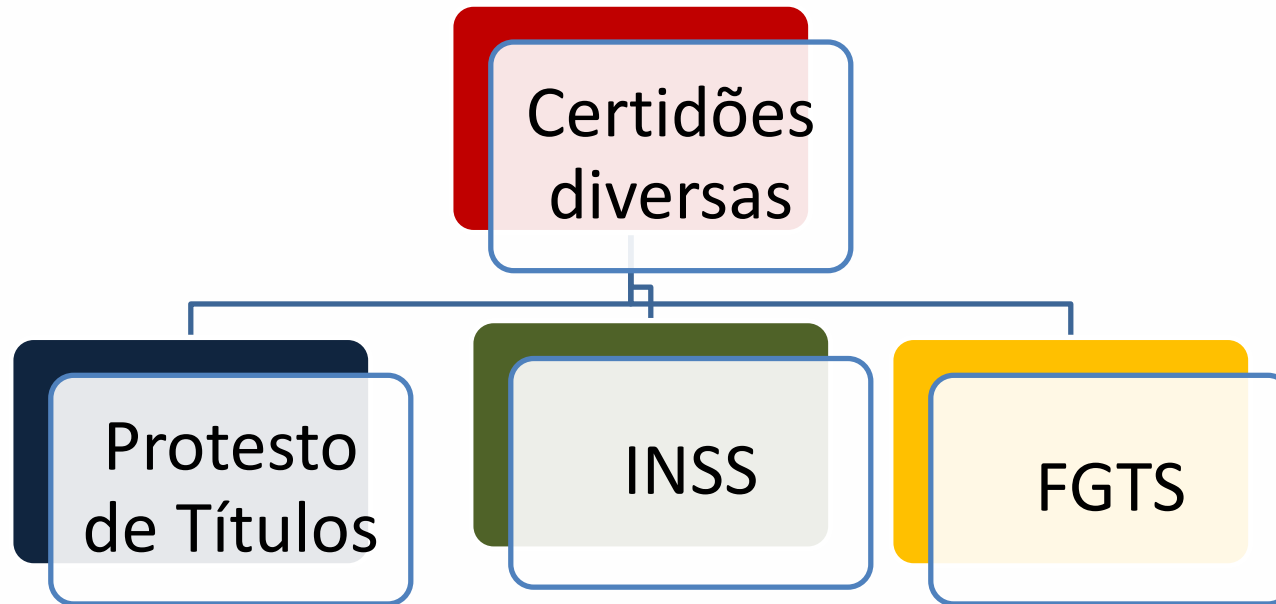 Certidões
diversas
Protesto
de Títulos
INSS
FGTS